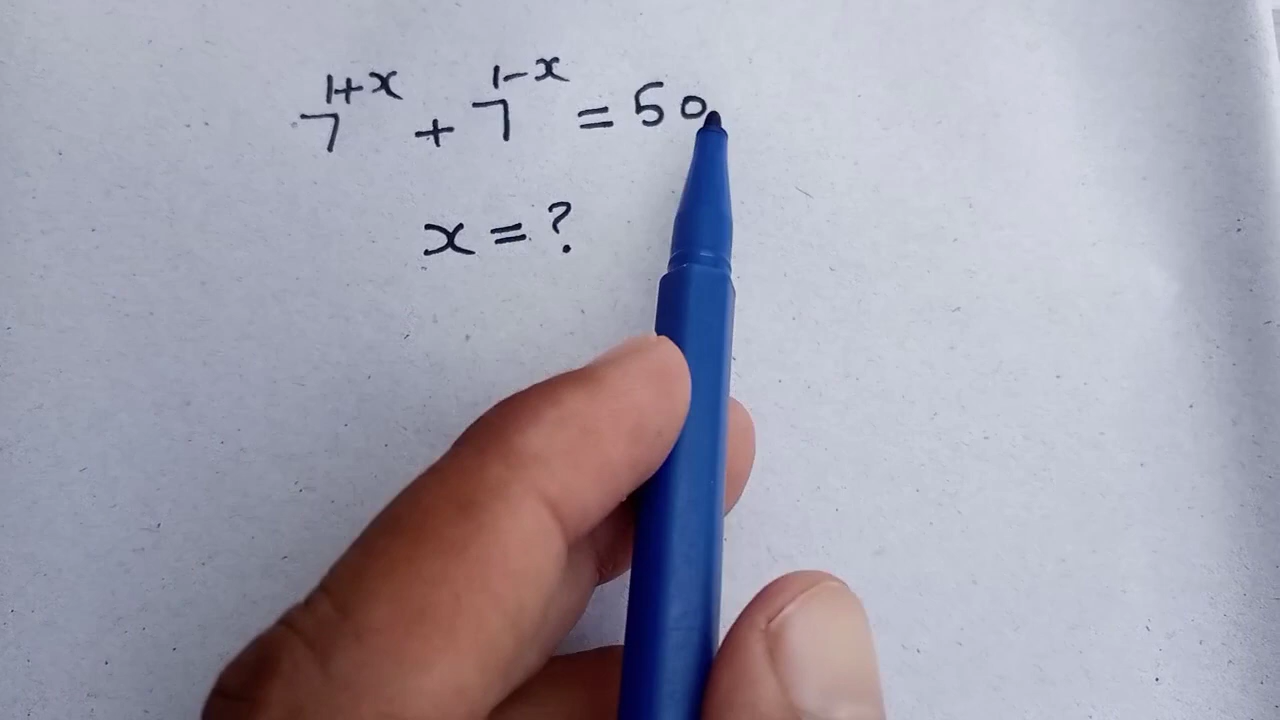 7^{1+x} + 7^{1-x} = 50
x = ?